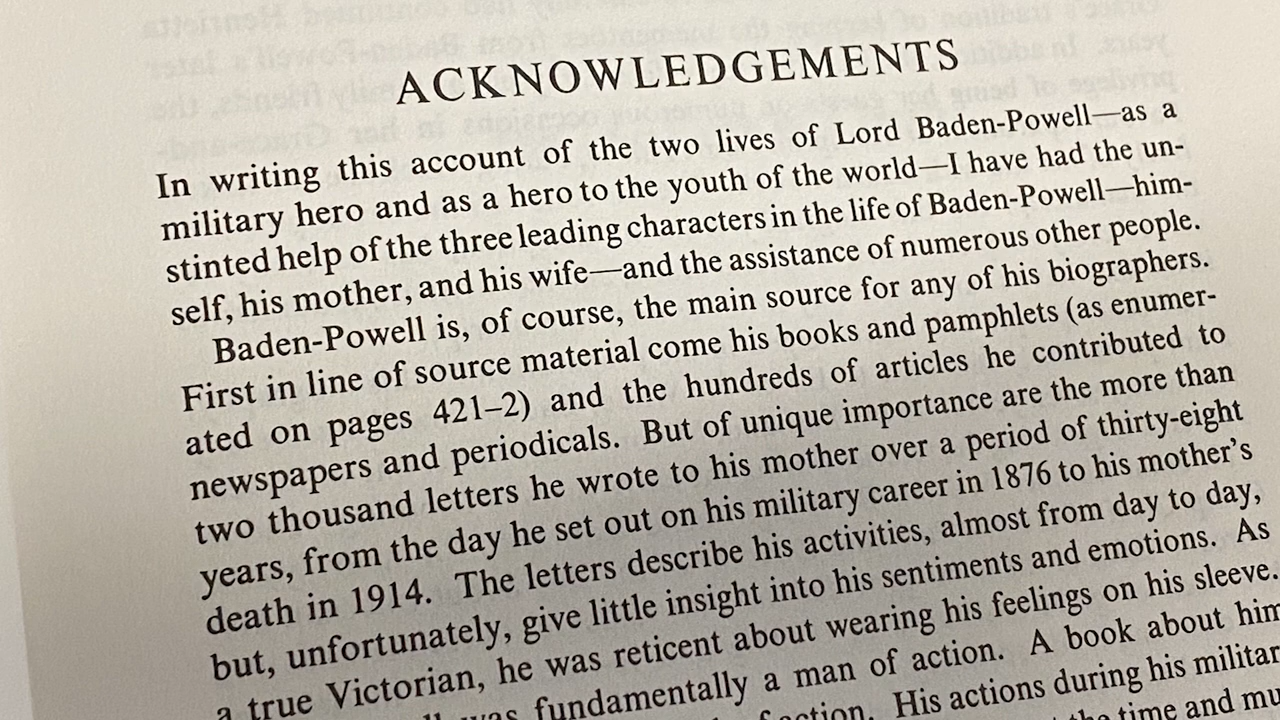 ACKNOWLEDGEMENTS
In writing this account of the two lives of Lord Baden-Powell—as a
military hero and as a hero to the youth of the world—I have had the un-
stinted help of the three leading characters in the life of Baden-Powell—him-
self, his mother, and his wife—and the assistance of numerous other people.
Baden-Powell is, of course, the main source for any of his biographers.
First in line of source material come his books and pamphlets (as enumer-
ated on pages 421–2) and the hundreds of articles he contributed to
newspapers and periodicals. But of unique importance are the more than
two thousand letters he wrote to his mother over a period of thirty-eight
years, from the day he set out on his military career in 1876 to his mother's
death in 1914. The letters describe his activities, almost from day to day,
but, unfortunately, give little insight into his sentiments and emotions. As
a true Victorian, he was reticent about wearing his feelings on his sleeve.
was fundamentally a man of action. A book about him
action. His actions during his militar
the time and mu